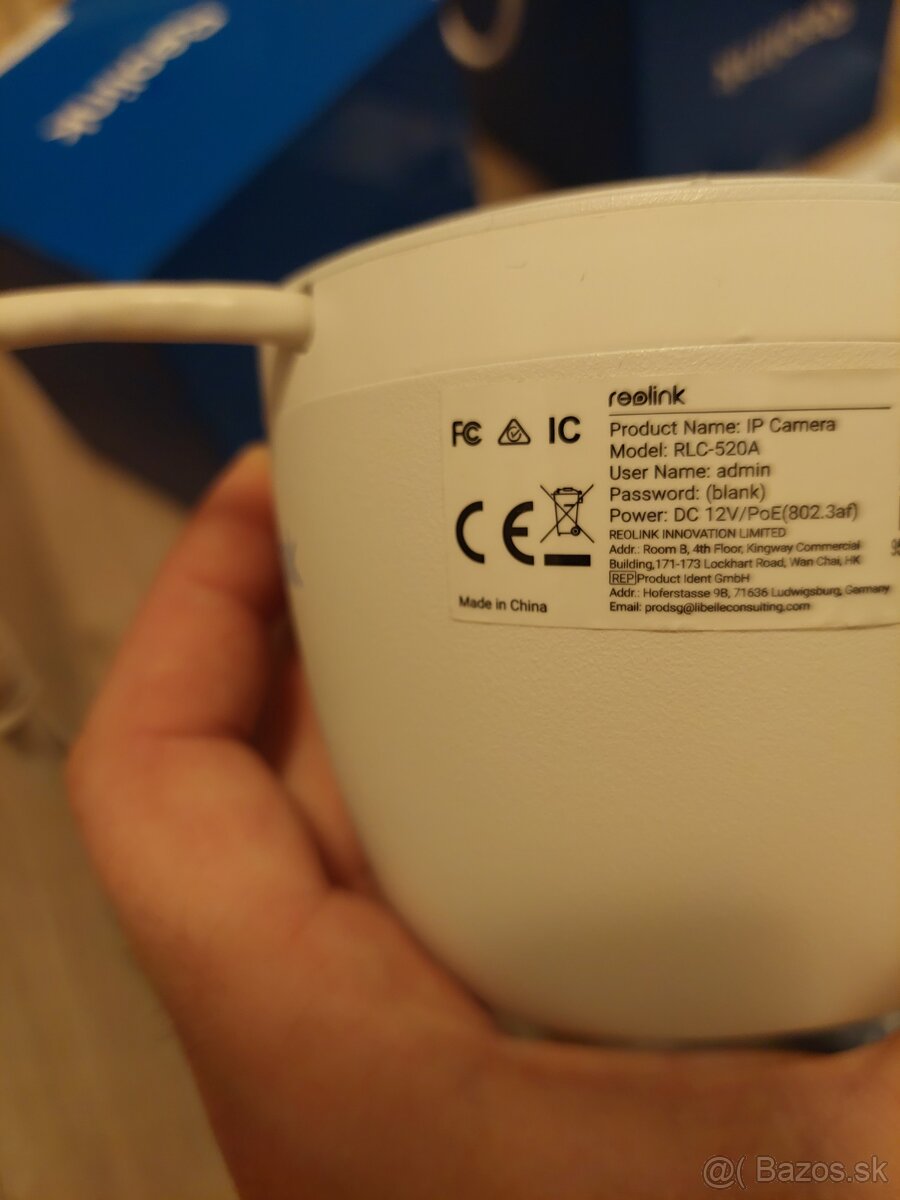 reolink
reolink
reolink
FC IC
CE
Made in China
Product Name: IP Camera
Model: RLC-520A
User Name: admin
Password: (blank)
Power: DC 12V/PoE(802.3af)
REOLINK INNOVATION LIMITED
Addr.: Room B, 4th Floor, Kingway Commercial
Building,171-173 Lockhart Road, Wan Chai, HK
REP Product Ident GmbH
Addr.: Hoferstasse 9B, 71636 Ludwigsburg, Germany
Email: prodsg@libelleconsulting.com
@( Bazos.sk